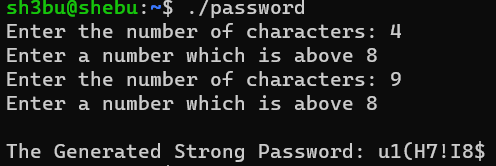 sh3bu@shebu:~$ ./password
Enter the number of characters: 4
Enter a number which is above 8
Enter the number of characters: 9
Enter a number which is above 8
The Generated Strong Password: u1(H7!I8$